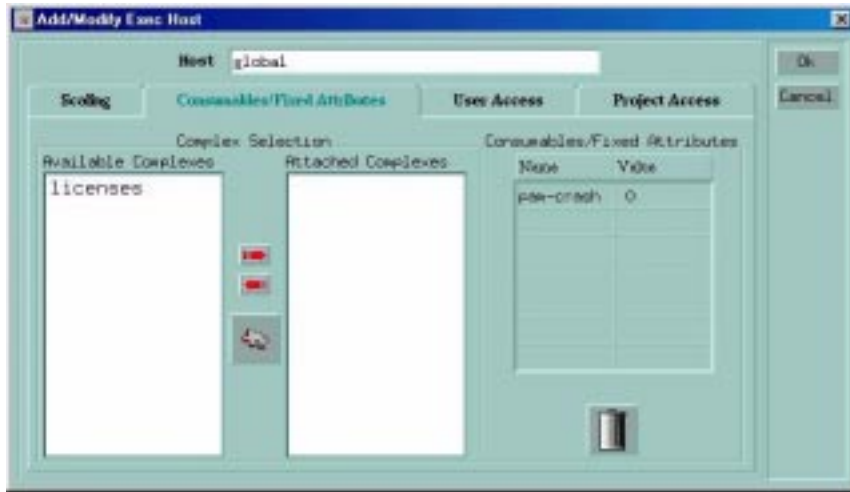 Add/Modify Exec Host
Host global
Ok
Cancel
Scaling Consumables/Fixed Attributes User Access Project Access
Complex Selection
Available Complexes Attached Complexes
licenses
Consumables/Fixed Attributes
Name Value
pam-crash 0